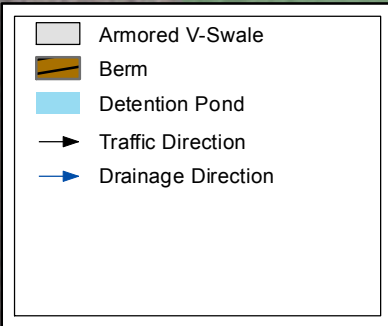 Armored V-Swale
Berm
Detention Pond
Traffic Direction
Drainage Direction